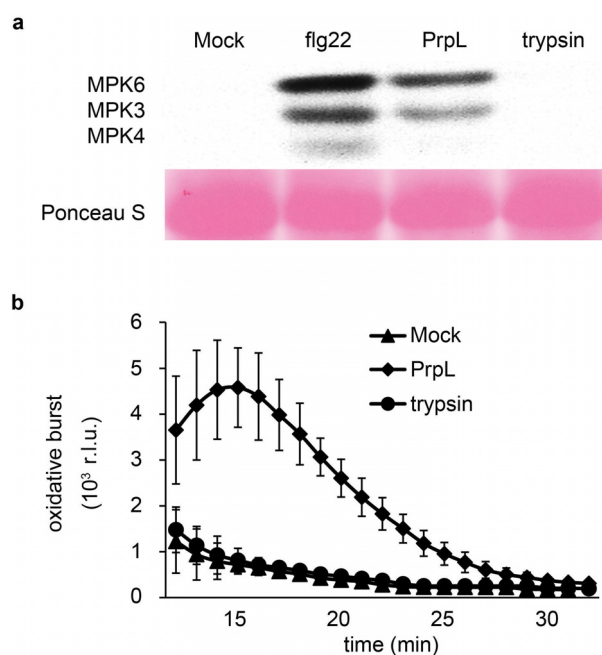 a
Mock flg22 PrpL trypsin
MPK6
MPK3
MPK4
Ponceau S
b
6
5
4
3
2
1
0
oxidative burst
(10³ r.l.u.)
Mock
PrpL
trypsin
15 20 25 30
time (min)